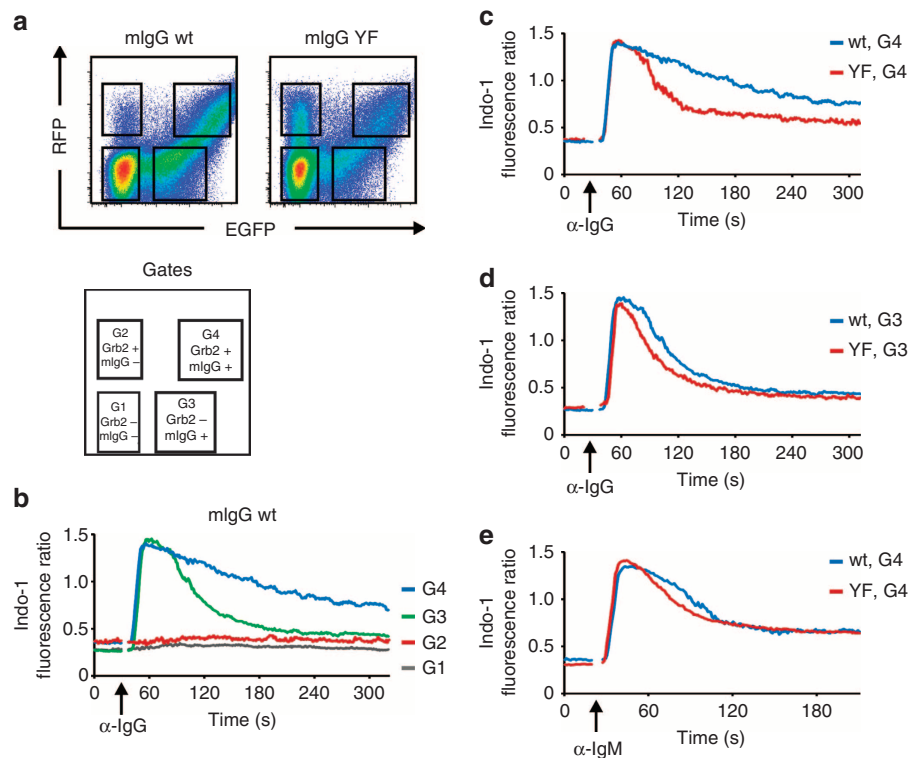 a
mIgG wt
mIgG YF
RFP
EGFP
Gates
G2
Grb2 +
mIgG –
G4
Grb2 +
mIgG +
G1
Grb2 –
mIgG –
G3
Grb2 –
mIgG +
b
mIgG wt
Indo-1
fluorescence ratio
1.5
1.0
0.5
0
0
60
120
180
240
300
α-IgG
Time (s)
G4
G3
G2
G1
c
Indo-1
fluorescence ratio
1.5
1.0
0.5
0
0
60
120
180
240
300
α-IgG
Time (s)
wt, G4
YF, G4
d
Indo-1
fluorescence ratio
1.5
1.0
0.5
0
0
60
120
180
240
300
α-IgG
Time (s)
wt, G3
YF, G3
e
Indo-1
fluorescence ratio
1.5
1.0
0.5
0
0
60
120
180
α-IgM
Time (s)
wt, G4
YF, G4